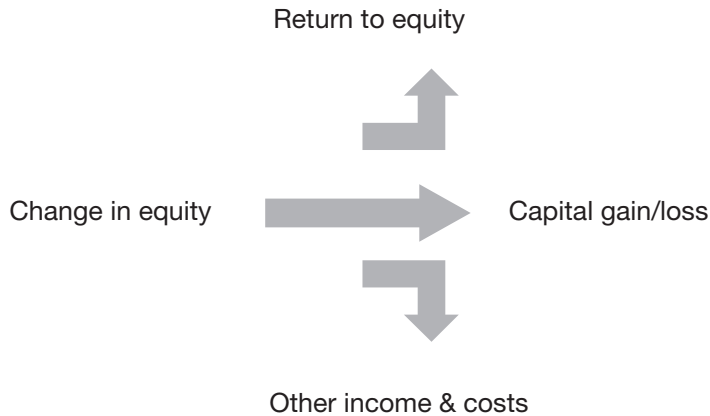 Return to equity
Change in equity
Capital gain/loss
Other income & costs